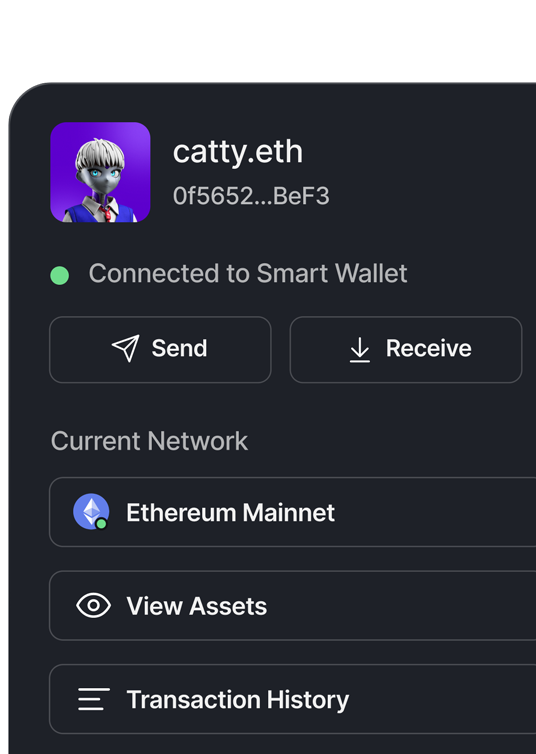 catty.eth
0f5652...BeF3
Connected to Smart Wallet
Send
Receive
Current Network
Ethereum Mainnet
View Assets
Transaction History